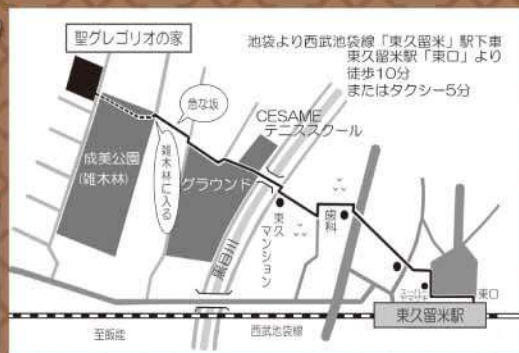 聖グレゴリオの家
池袋より西武池袋線「東久留米」駅下車
東久留米駅「東口」より
徒歩10分
またはタクシー5分
急な坂
CESAME
テニススクール
成美公園
(雑木林)
雑木林に入る
グラウンド
東久
マンション
歯科
東口
東久留米駅
至飯能
西武池袋線